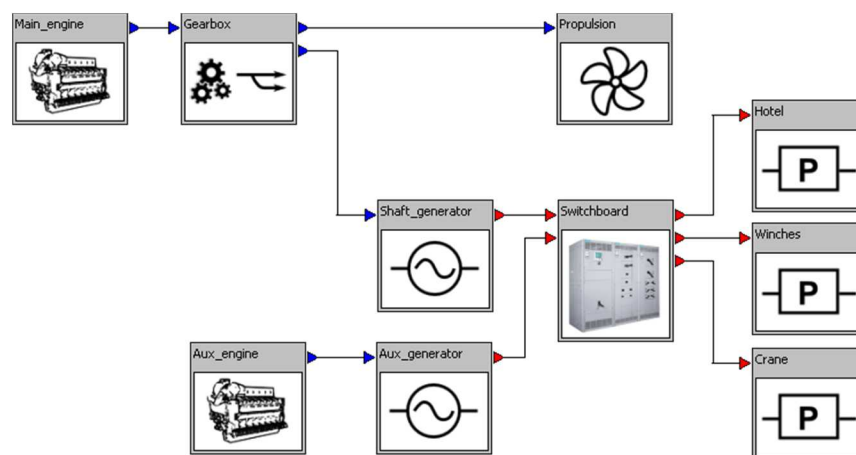 Main_engine
Gearbox
Propulsion
Hotel
P
Shaft_generator
Switchboard
Winches
P
Aux_engine
Aux_generator
Crane
P